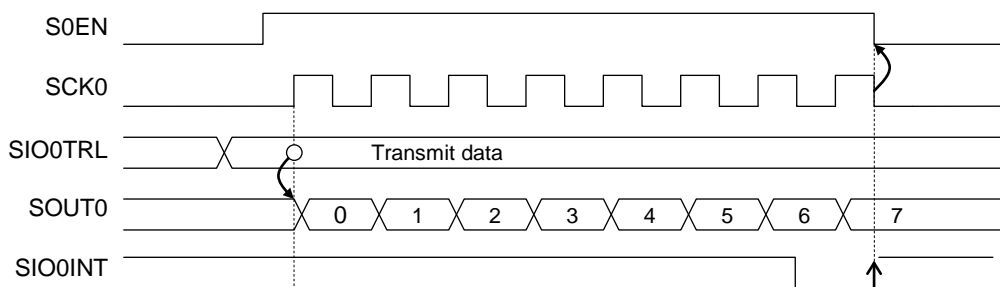 S0EN
SCK0
SIO0TRL
Transmit data
SOUT0
0 1 2 3 4 5 6 7
SIO0INT